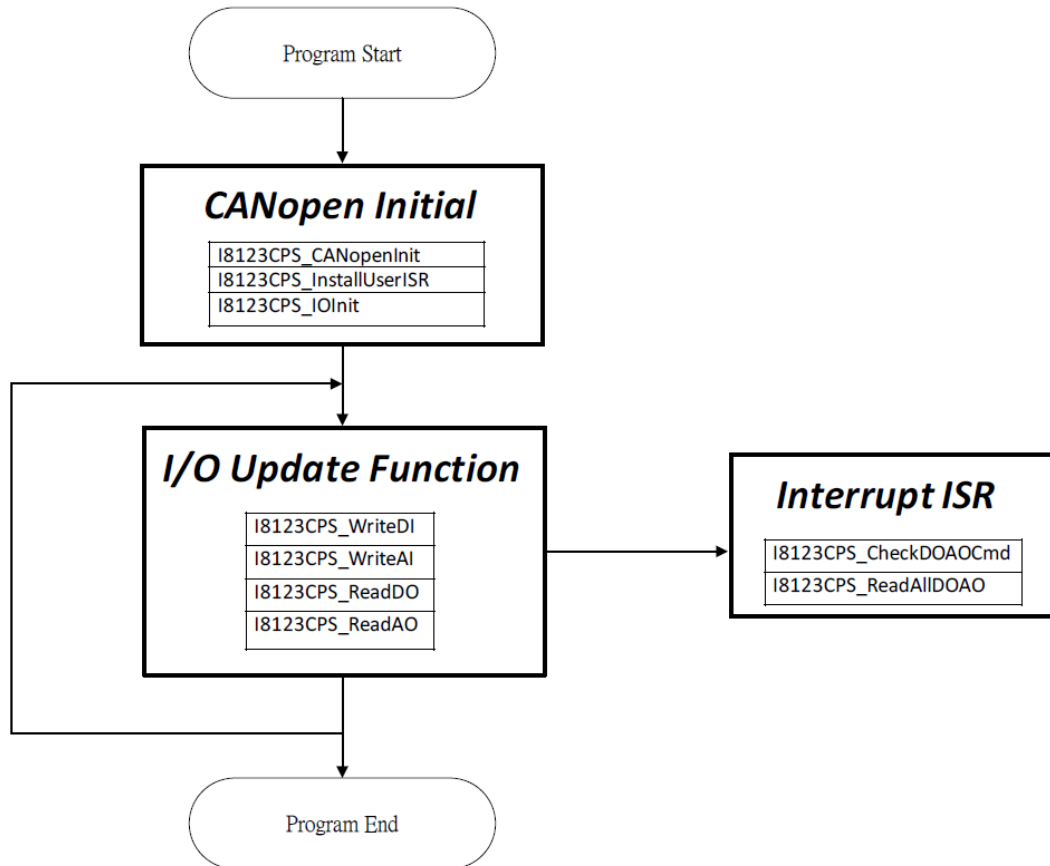 Program Start
CANopen Initial
I8123CPS_CANopenInit
I8123CPS_InstallUserISR
I8123CPS_IOInit
I/O Update Function
I8123CPS_WriteDI
I8123CPS_WriteAI
I8123CPS_ReadDO
I8123CPS_ReadAO
Interrupt ISR
I8123CPS_CheckDOAOCmd
I8123CPS_ReadAllDOAO
Program End